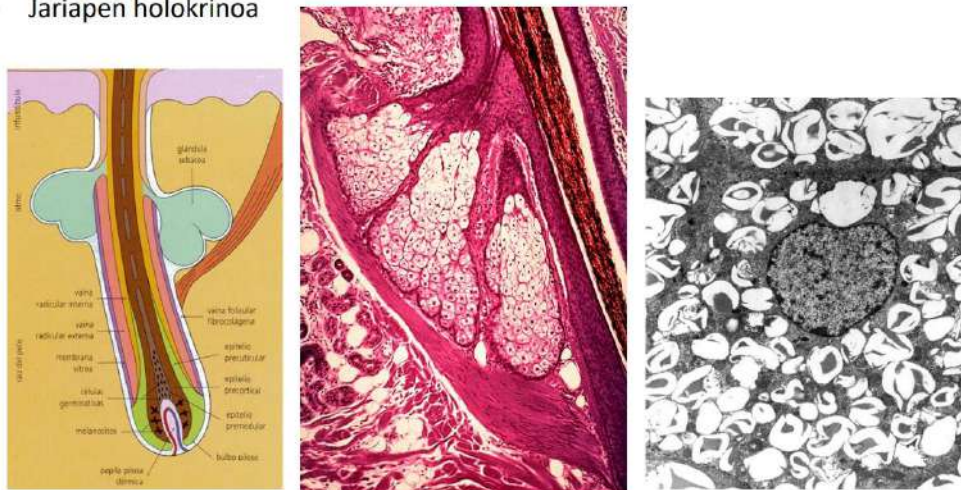 Jariapen holokrinoa
infundíbulo
glándula
sebácea
istmo
vaina
radicular interna
vaina folicular
fibrocolágena
vaina
radicular externa
raíz del pelo
membrana
vítrea
epitelio
precuticular
epitelio
precortical
células
germinativas
melanocitos
epitelio
premedular
bulbo piloso
papila pilosa
dérmica